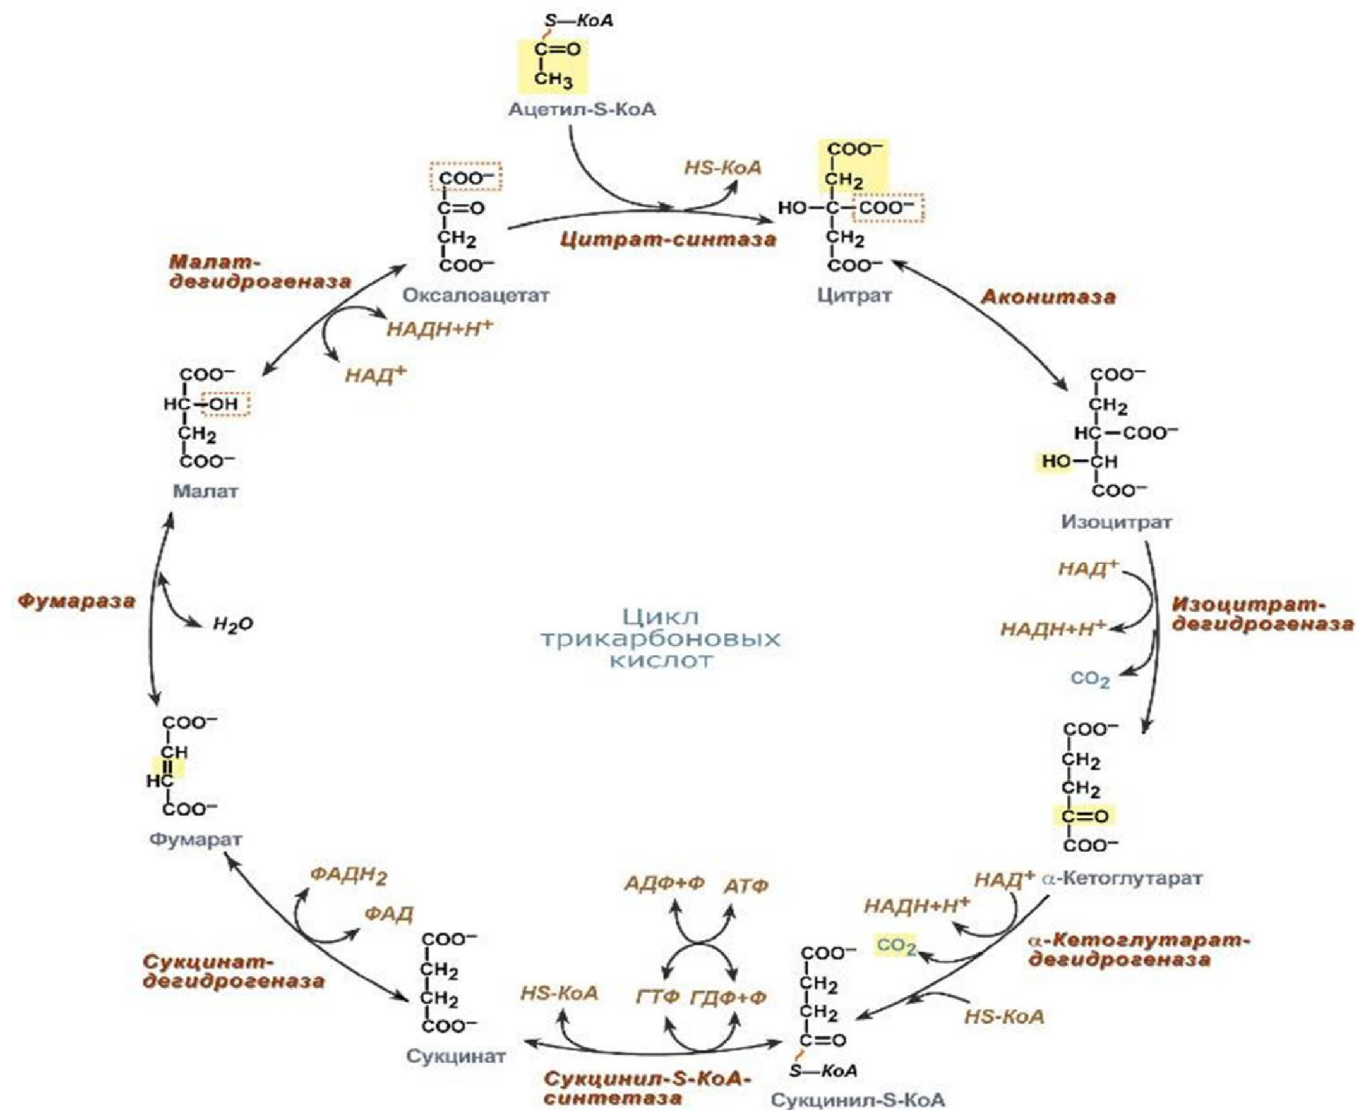 S—КоА
C=O
CH3
Ацетил-S-КоА
COO−
C=O
CH2
COO−
Оксалоацетат
HS-КоА
Цитрат-синтаза
COO−
CH2
HO—C—COO−
CH2
COO−
Цитрат
Малат-
дегидрогеназа
НАДН+Н+
НАД+
Аконитаза
COO−
HC—OH
CH2
COO−
Малат
COO−
CH2
HC—COO−
HO—CH
COO−
Изоцитрат
Фумараза
H2O
Цикл
трикарбоновых
кислот
НАД+
НАДН+Н+
CO2
Изоцитрат-
дегидрогеназа
COO−
CH
HC
COO−
Фумарат
COO−
CH2
CH2
C=O
COO−
α-Кетоглутарат
НАД+
НАДН+Н+
CO2
α-Кетоглутарат-
дегидрогеназа
HS-КоА
ФАДН2
ФАД
Сукцинат-
дегидрогеназа
COO−
CH2
CH2
COO−
Сукцинат
АДФ+Ф АТФ
HS-КоА ГТФ ГДФ+Ф
Сукцинил-S-КоА-
синтетаза
COO−
CH2
CH2
C=O
S—КоА
Сукцинил-S-КоА